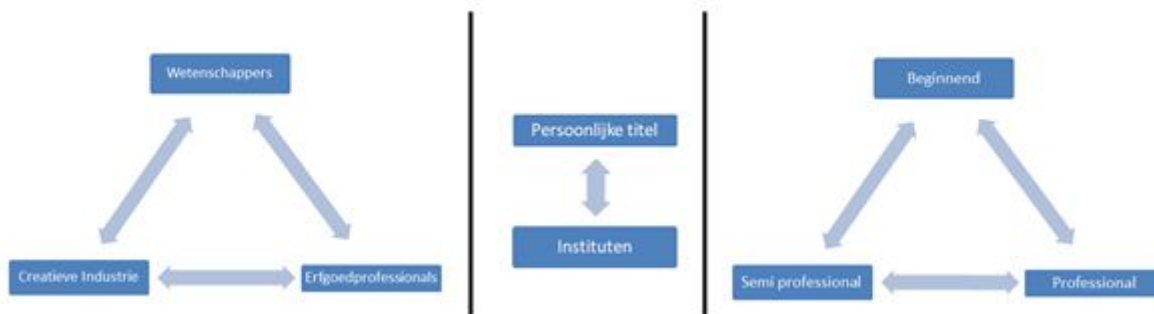 Wetenschappers
Creatieve Industrie
Erfgoedprofessionals
Persoonlijke titel
Instituten
Beginnend
Semi professional
Professional